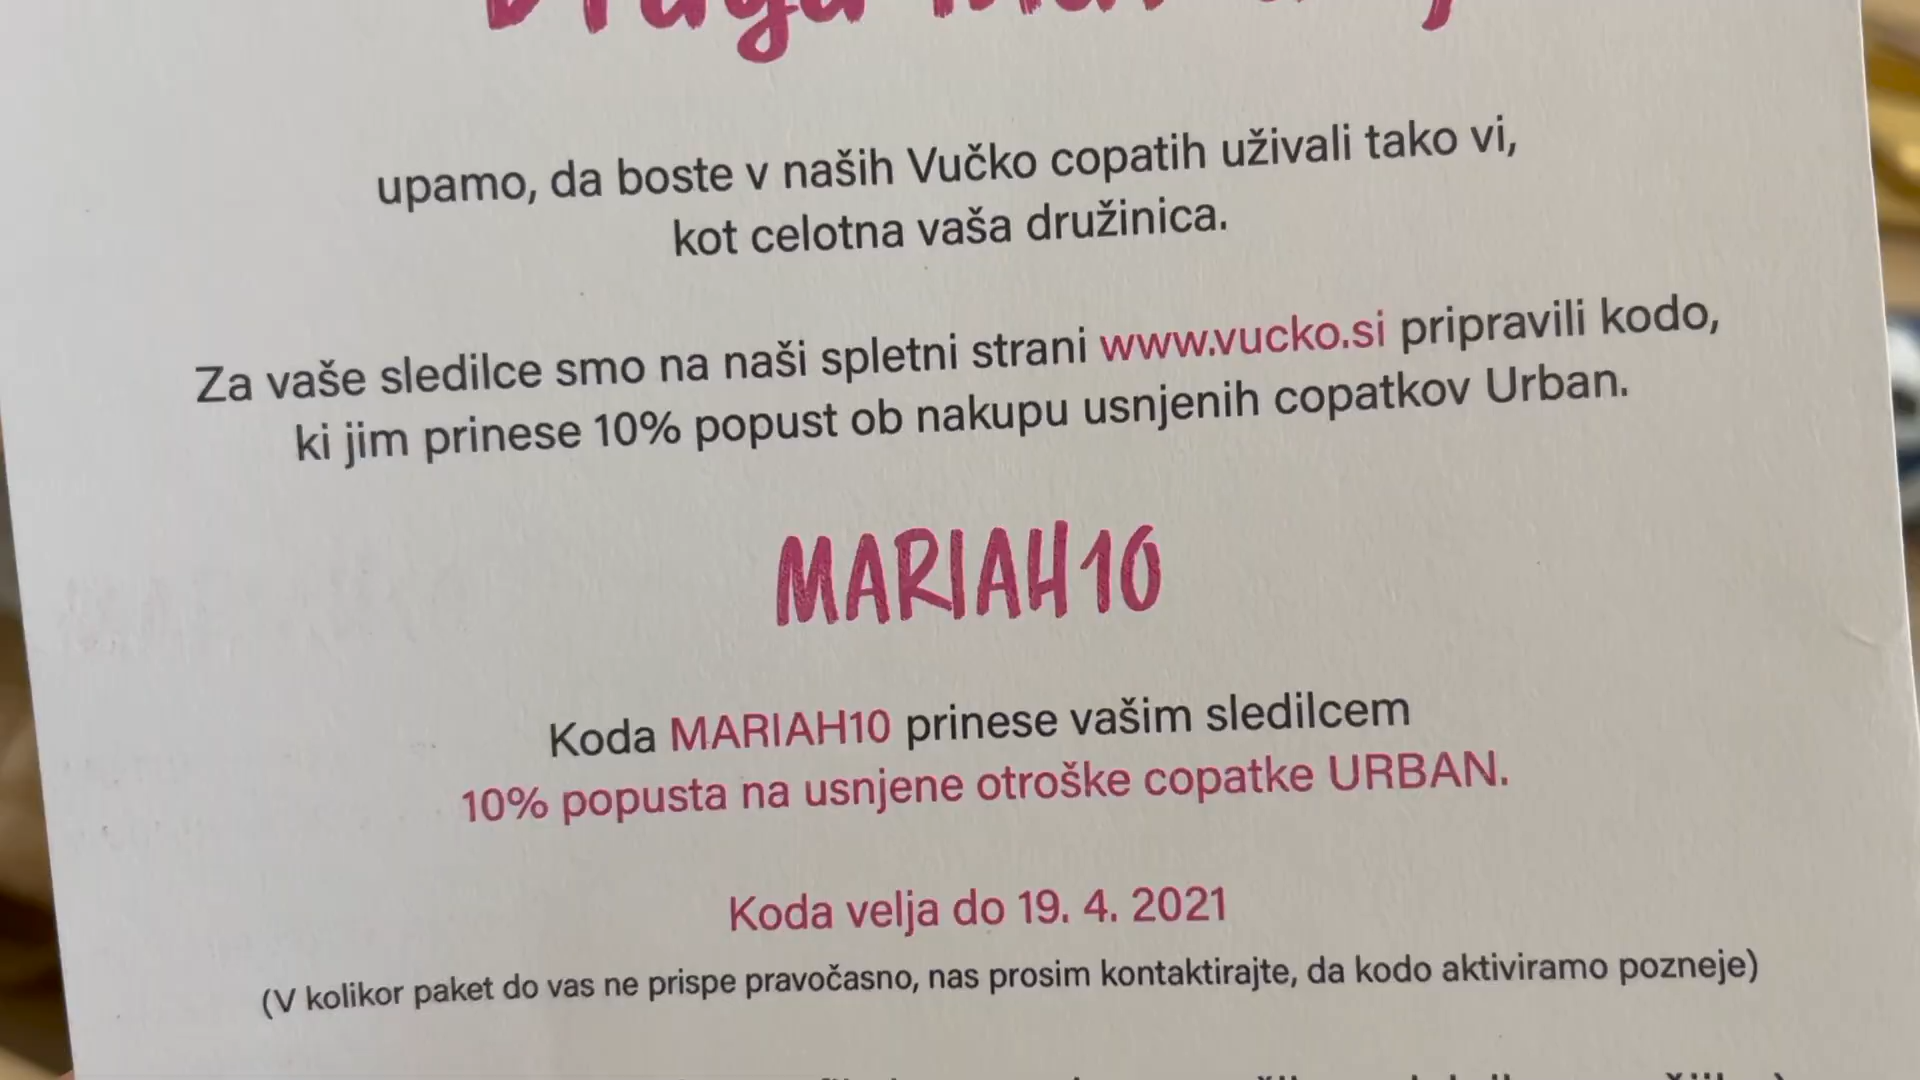 upamo, da boste v naših Vučko copatih uživali tako vi,
kot celotna vaša družinica.
Za vaše sledilce smo na naši spletni strani www.vucko.si pripravili kodo,
ki jim prinese 10% popust ob nakupu usnjenih copatkov Urban.
MARIAH10
Koda MARIAH10 prinese vašim sledilcem
10% popusta na usnjene otroške copatke URBAN.
Koda velja do 19. 4. 2021
(V kolikor paket do vas ne prispe pravočasno, nas prosim kontaktirajte, da kodo aktiviramo pozneje)